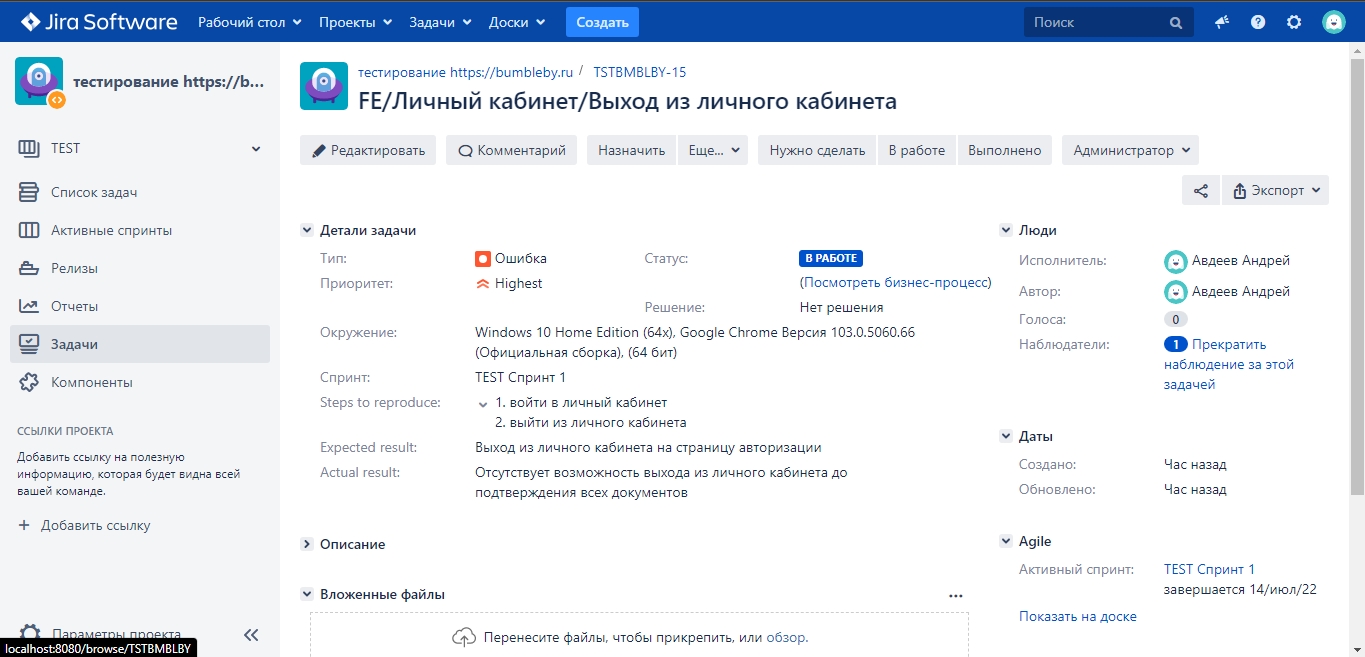 Jira Software Рабочий стол Проекты Задачи Доски Создать Поиск
тестирование https://b...
TEST
Список задач
Активные спринты
Релизы
Отчеты
Задачи
Компоненты
ССЫЛКИ ПРОЕКТА
Добавить ссылку на полезную
информацию, которая будет видна всей
вашей команде.
+ Добавить ссылку
Параметры проекта
localhost:8080/browse/TSTBMBLBY
тестирование https://bumbleby.ru / TSTBMBLBY-15
FE/Личный кабинет/Выход из личного кабинета
Редактировать Комментарий Назначить Еще... Нужно сделать В работе Выполнено Администратор
Экспорт
Детали задачи
Тип: Ошибка Статус: В РАБОТЕ
(Посмотреть бизнес-процесс)
Приоритет: Highest
Решение: Нет решения
Окружение: Windows 10 Home Edition (64x), Google Chrome Версия 103.0.5060.66
(Официальная сборка), (64 бит)
Спринт: TEST Спринт 1
Steps to reproduce: 1. войти в личный кабинет
2. выйти из личного кабинета
Expected result: Выход из личного кабинета на страницу авторизации
Actual result: Отсутствует возможность выхода из личного кабинета до
подтверждения всех документов
Описание
Вложенные файлы ...
Перенесите файлы, чтобы прикрепить, или обзор.
Люди
Исполнитель: Авдеев Андрей
Автор: Авдеев Андрей
Голоса: 0
Наблюдатели: 1 Прекратить
наблюдение за этой
задачей
Даты
Создано: Час назад
Обновлено: Час назад
Agile
Активный спринт: TEST Спринт 1
завершается 14/июл/22
Показать на доске